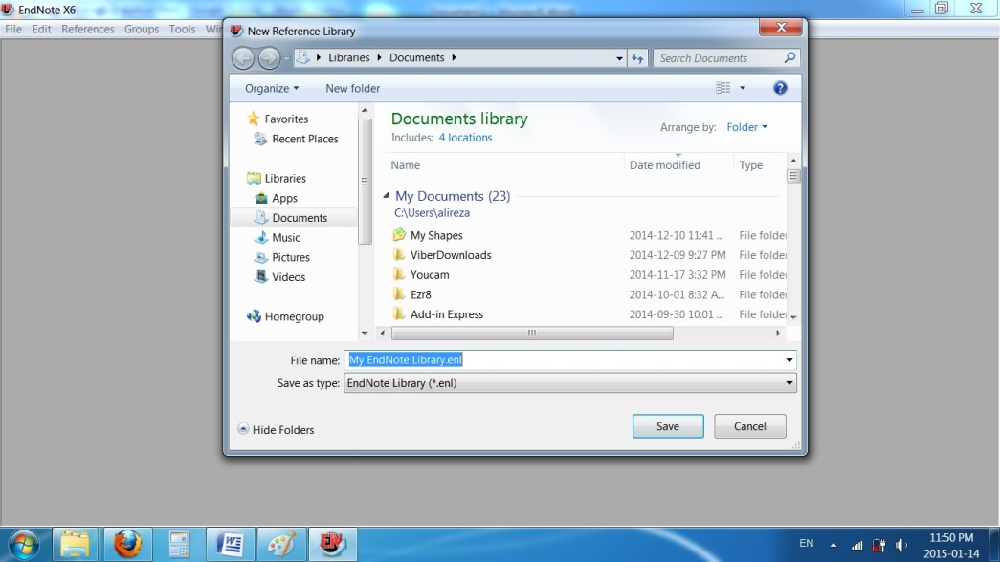 EndNote X6
File Edit References Groups Tools
New Reference Library
Libraries Documents
Search Documents
Organize New folder
Favorites
Recent Places
Libraries
Apps
Documents
Music
Pictures
Videos
Homegroup
Documents library
Includes: 4 locations
Arrange by: Folder
Name Date modified Type
My Documents (23)
C:\Users\alireza
My Shapes 2014-12-10 11:41 ... File folder
ViberDownloads 2014-12-09 9:27 PM File folder
Youcam 2014-11-17 3:32 PM File folder
Ezr8 2014-10-01 8:32 A... File folder
Add-in Express 2014-09-30 10:01 ... File folder
File name: My EndNote Library.enl
Save as type: EndNote Library (*.enl)
Hide Folders
Save Cancel
EN
11:50 PM
2015-01-14